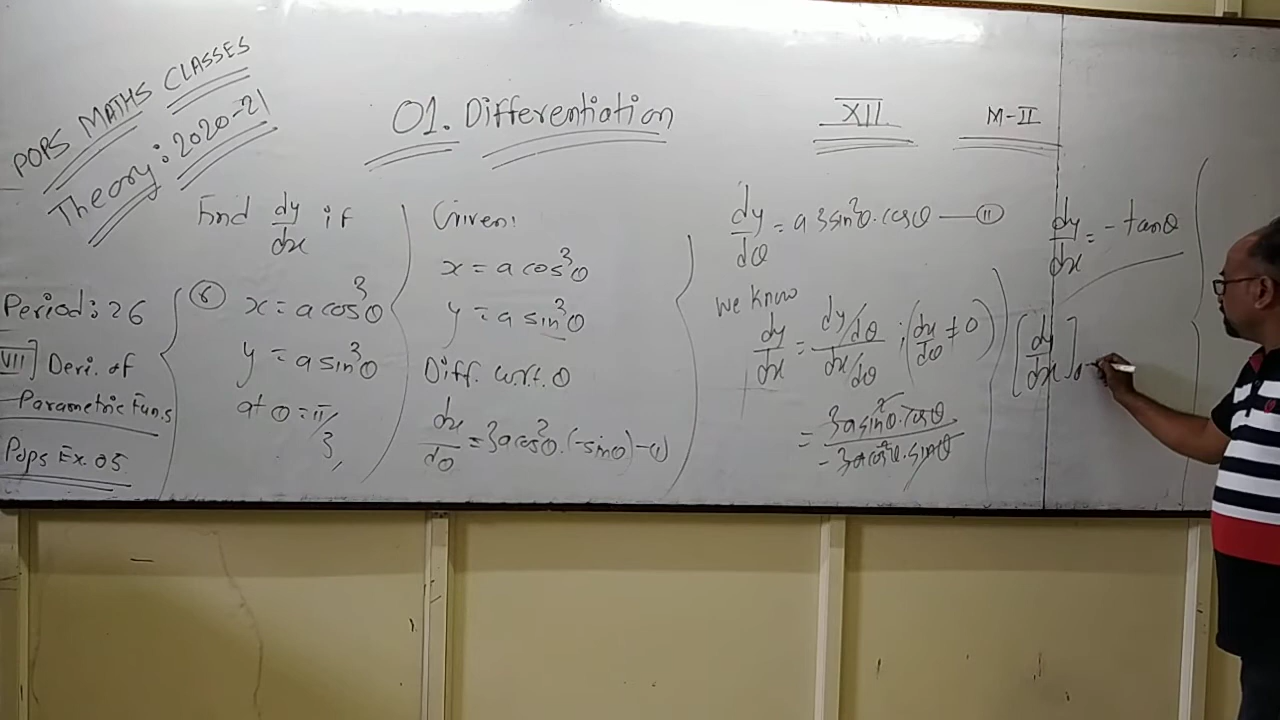 POPS MATHS CLASSES
Theory: 2020-21
01. Differentiation
XII
M-II
Period: 26
VII] Deri. of
Parametric Fun.s
Pops Ex. 05
Find dy/dx if
⑥ x = a cos³θ
y = a sin³θ
at θ = π/3,
Given:
x = a cos³θ
y = a sin³θ
Diff. w.r.t. θ
dx/dθ = 3a cos²θ.(-sinθ) — (I)
dy/dθ = a 3 sin²θ. cosθ — (II)
we know
dy/dx = (dy/dθ)/(dx/dθ) ; (dx/dθ ≠ 0)
= (3a sin²θ. cosθ)/(-3a cos²θ. sinθ)
dy/dx = - tanθ
[dy/dx]